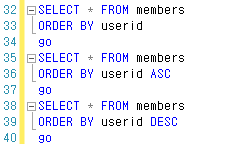 32 SELECT * FROM members
33 ORDER BY userid
34 go
35 SELECT * FROM members
36 ORDER BY userid ASC
37 go
38 SELECT * FROM members
39 ORDER BY userid DESC
40 go